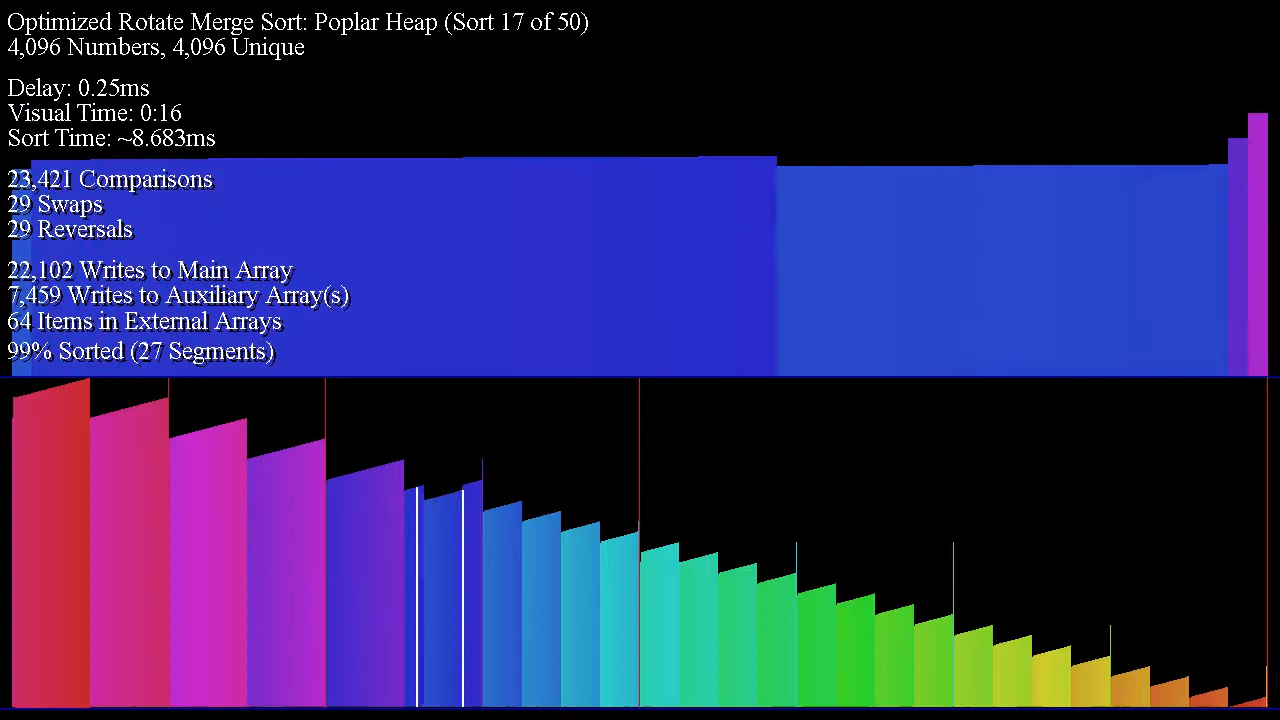 Optimized Rotate Merge Sort: Poplar Heap (Sort 17 of 50)
4,096 Numbers, 4,096 Unique
Delay: 0.25ms
Visual Time: 0:16
Sort Time: ~8.683ms
23,421 Comparisons
29 Swaps
29 Reversals
22,102 Writes to Main Array
7,459 Writes to Auxiliary Array(s)
64 Items in External Arrays
99% Sorted (27 Segments)